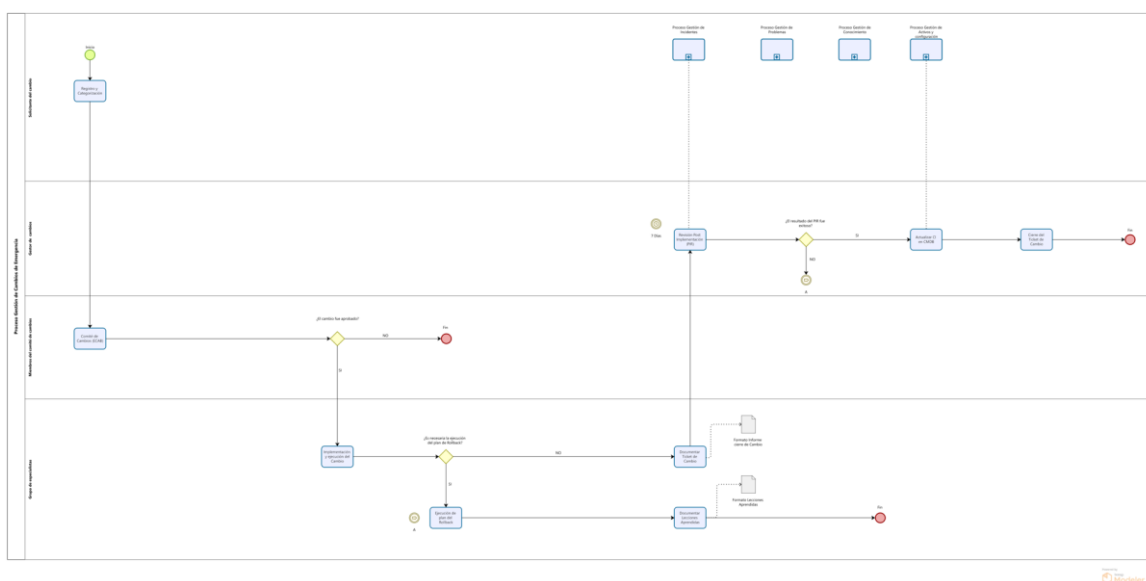 Proceso Gestión de Cambios de Emergencia
Solicitante del cambio
Gestor de cambios
Miembros del comité de cambios
Grupo de especialistas
Inicio
Registro y
Categorización
Proceso Gestión de
Incidentes
Proceso Gestión de
Problemas
Proceso Gestión de
Conocimiento
Proceso Gestión de
Activos y
configuración
Revisión Post
Implementación
(PIR)
¿El resultado del PIR fue
exitoso?
SI
NO
A
Actualizar CI
en CMDB
Cierre del
Ticket de
Cambio
Fin
Comité de
Cambios (ECAB)
¿El cambio fue aprobado?
NO
Fin
SI
Implementación
y ejecución del
Cambio
¿Es necesaria la ejecución
del plan de Rollback?
NO
SI
Documentar
Ticket de
Cambio
Formato Informe
cierre de Cambio
A
Ejecución de
plan del
Rollback
Documentar
Lecciones
Aprendidas
Formato Lecciones
Aprendidas
Fin
Modeler